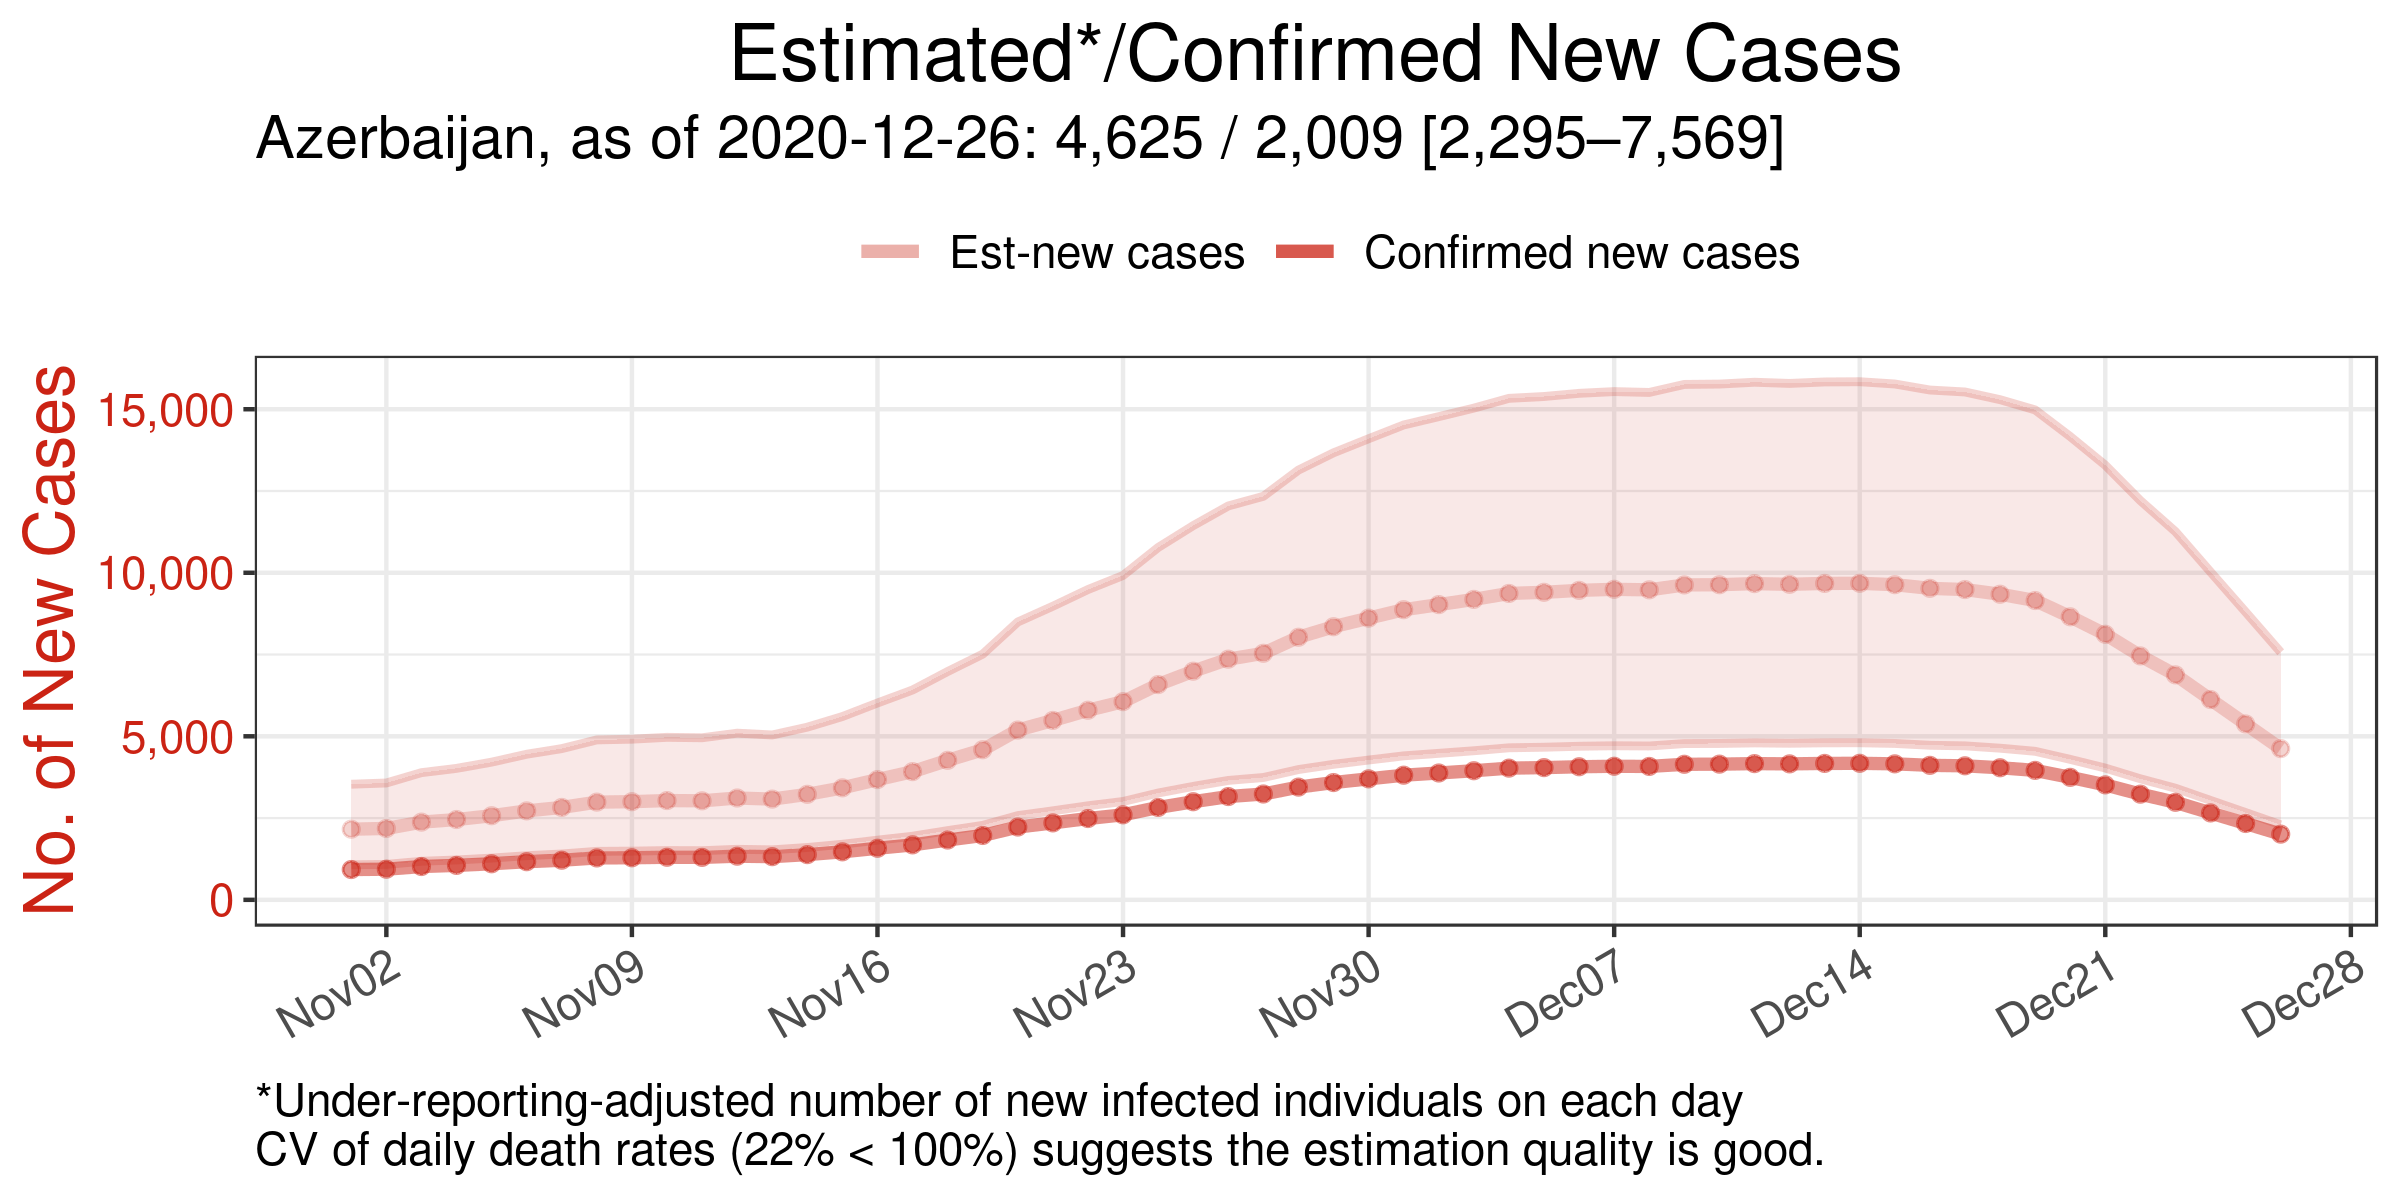 Estimated*/Confirmed New Cases
Azerbaijan, as of 2020-12-26: 4,625 / 2,009 [2,295–7,569]
Est-new cases Confirmed new cases
No. of New Cases
15,000
10,000
5,000
0
Nov02 Nov09 Nov16 Nov23 Nov30 Dec07 Dec14 Dec21 Dec28
*Under-reporting-adjusted number of new infected individuals on each day
CV of daily death rates (22% < 100%) suggests the estimation quality is good.